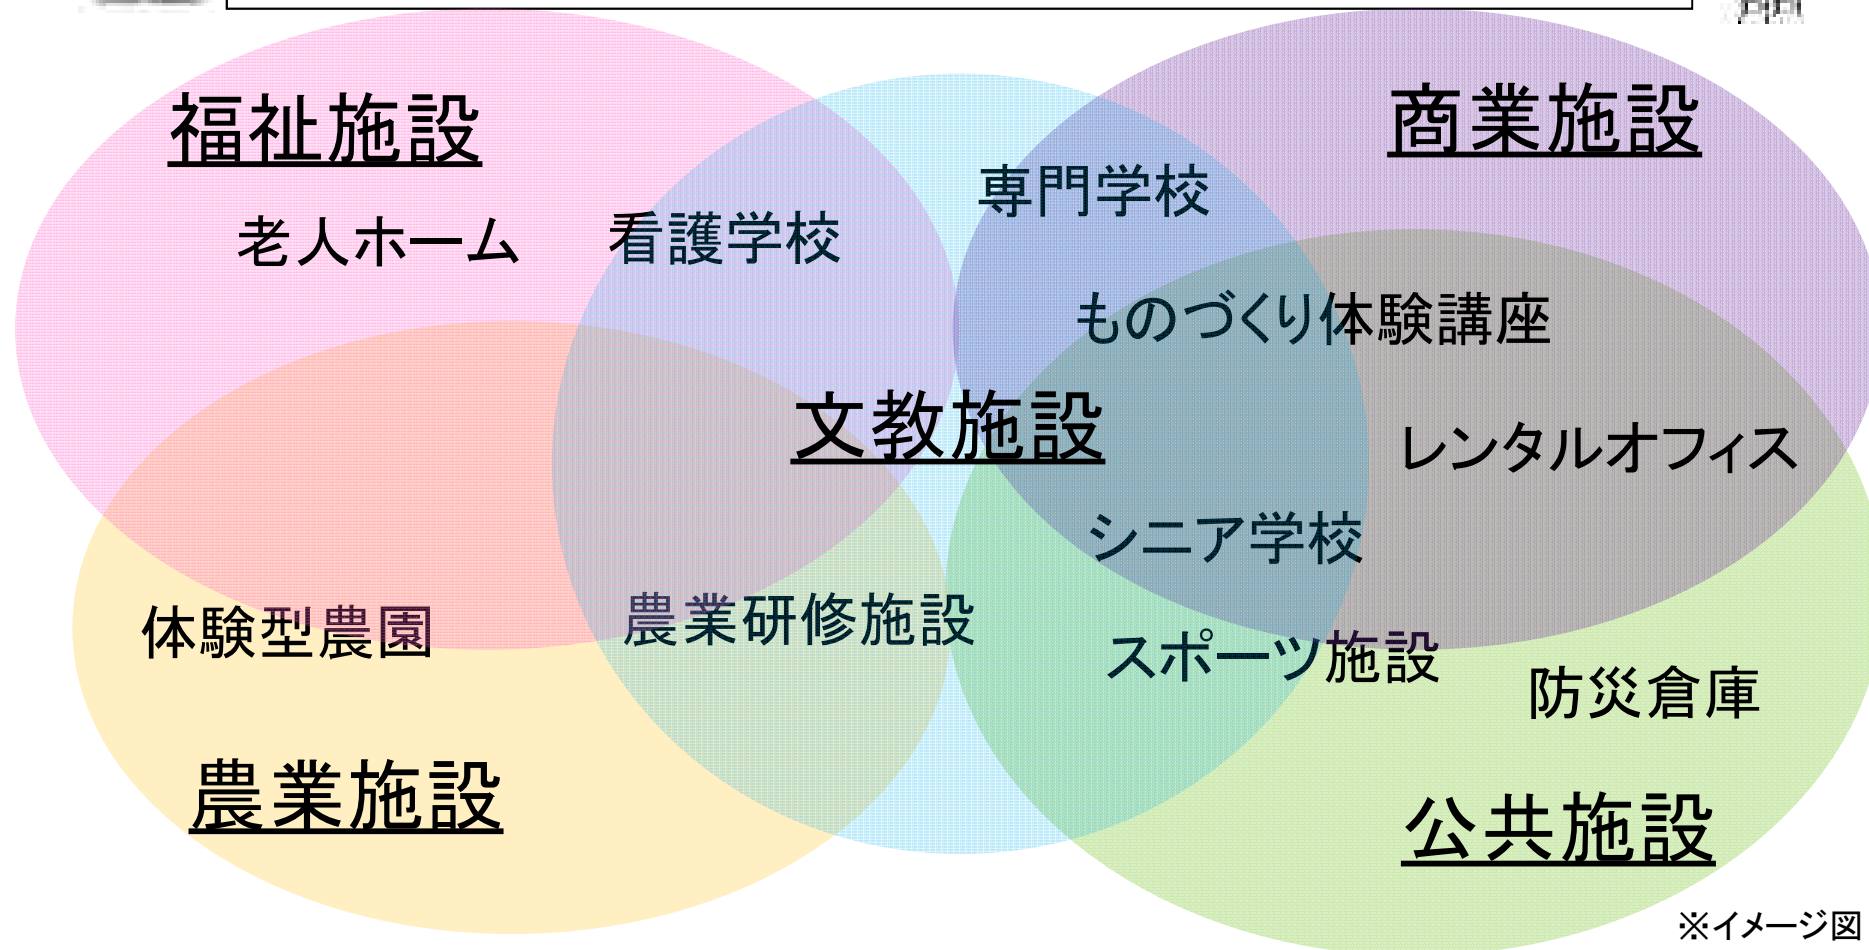 福祉施設
商業施設
専門学校
老人ホーム
看護学校
ものづくり体験講座
文教施設
レンタルオフィス
シニア学校
体験型農園
農業研修施設
スポーツ施設
防災倉庫
農業施設
公共施設
※イメージ図